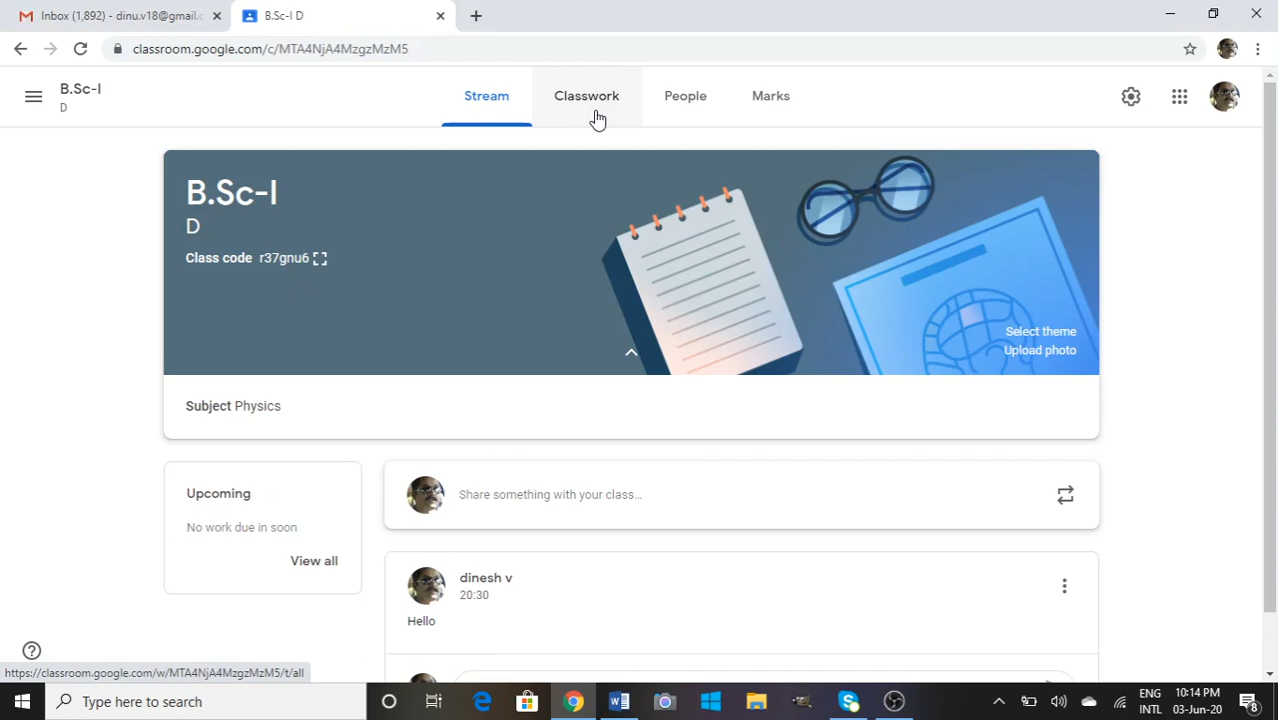 Inbox (1,892) - dinu.v18@gmail.c
B.Sc-I D
classroom.google.com/c/MTA4NjA4MzgzMzM5
B.Sc-I
D
Stream
Classwork
People
Marks
B.Sc-I
D
Class code r37gnu6
Select theme
Upload photo
Subject Physics
Upcoming
No work due in soon
View all
Share something with your class...
dinesh v
20:30
Hello
https://classroom.google.com/w/MTA4NjA4MzgzMzM5/t/all
Type here to search
ENG
INTL
10:14 PM
03-Jun-20
8